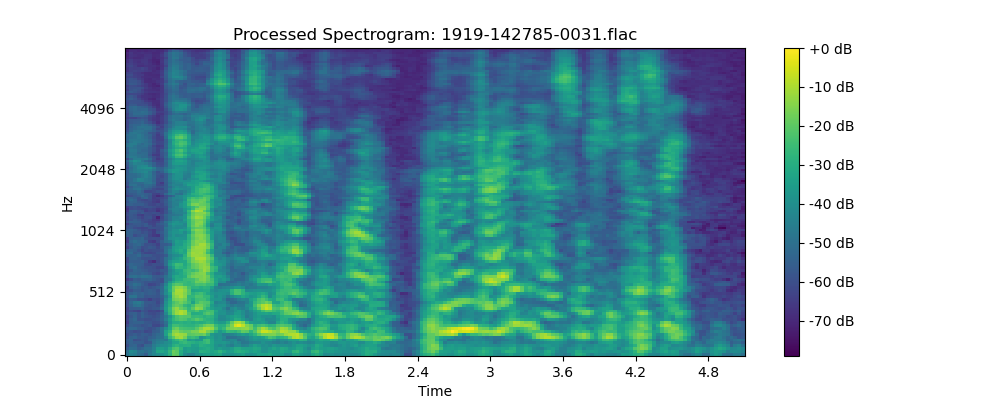 Processed Spectrogram: 1919-142785-0031.flac
Hz
4096
2048
1024
512
0
0 0.6 1.2 1.8 2.4 3 3.6 4.2 4.8
Time
+0 dB
-10 dB
-20 dB
-30 dB
-40 dB
-50 dB
-60 dB
-70 dB